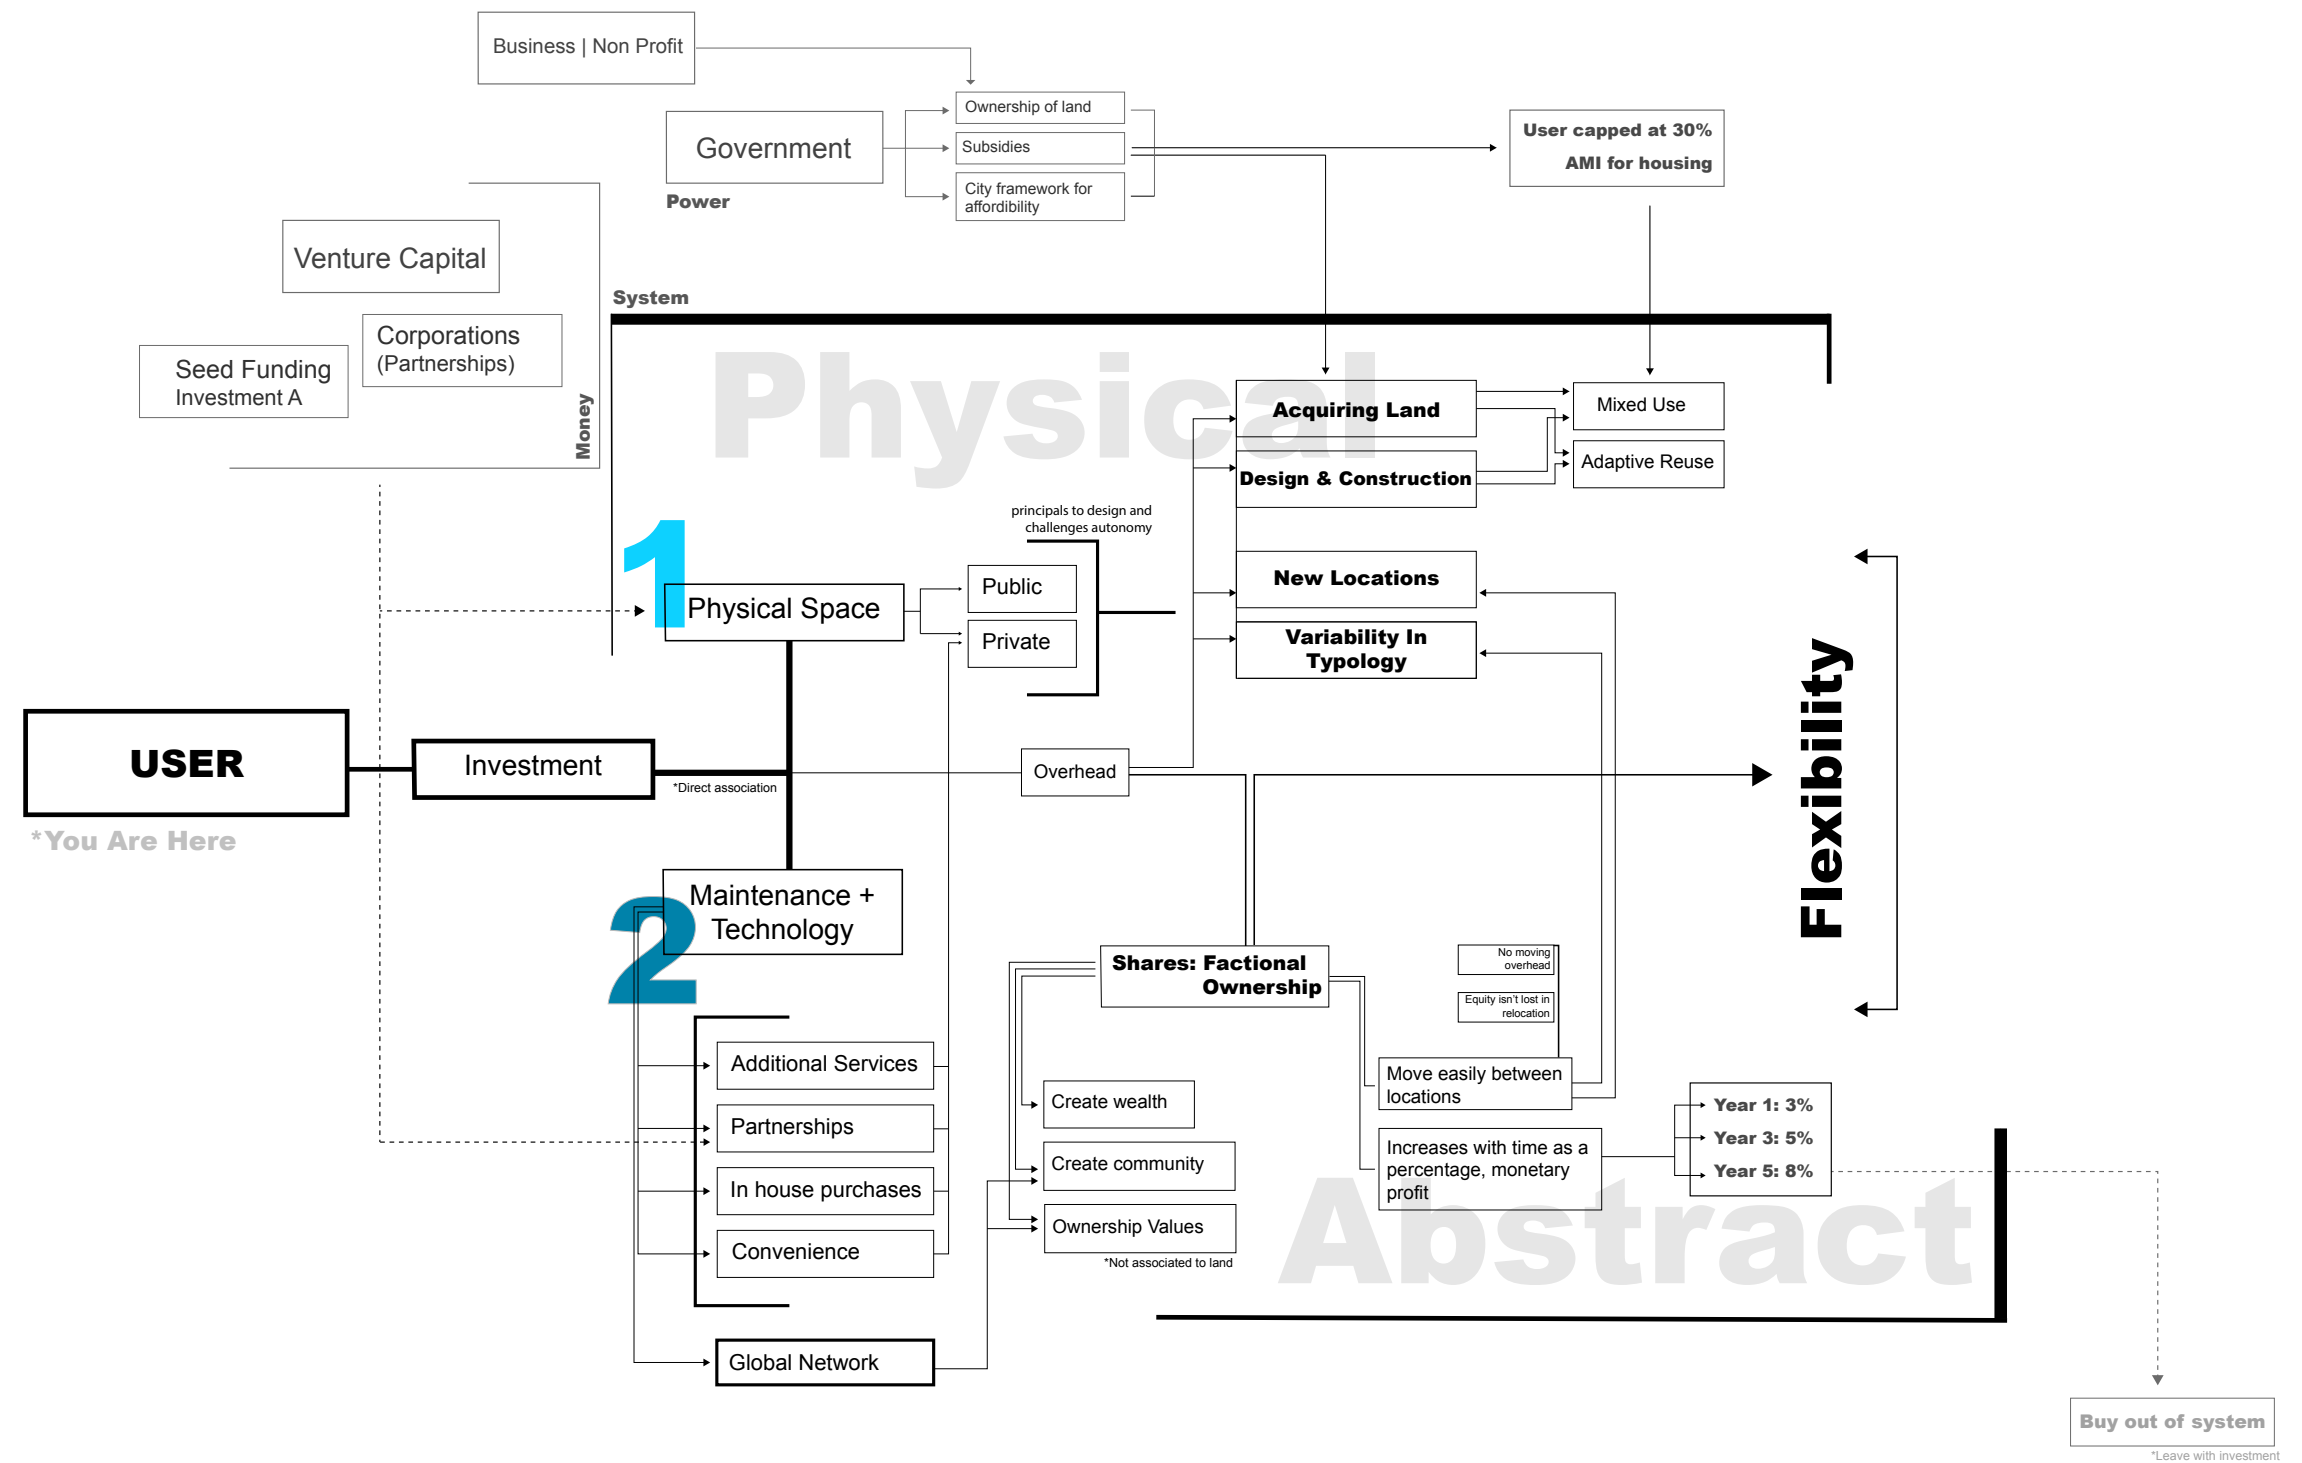 Business | Non Profit
Ownership of land
Government
Subsidies
City framework for
affordibility
Power
User capped at 30%
AMI for housing
Venture Capital
Corporations
(Partnerships)
Seed Funding
Investment A
Money
System
Physical
Acquiring Land
Mixed Use
Design & Construction
Adaptive Reuse
principals to design and
challenges autonomy
1
Physical Space
Public
Private
New Locations
Variability In
Typology
Flexibility
USER
*You Are Here
Investment
*Direct association
Overhead
2
Maintenance +
Technology
Shares: Factional
Ownership
No moving
overhead
Equity isn't lost in
relocation
Additional Services
Partnerships
In house purchases
Convenience
Global Network
Create wealth
Create community
Ownership Values
*Not associated to land
Move easily between
locations
Increases with time as a
percentage, monetary
profit
Year 1: 3%
Year 3: 5%
Year 5: 8%
Abstract
Buy out of system
*Leave with investment